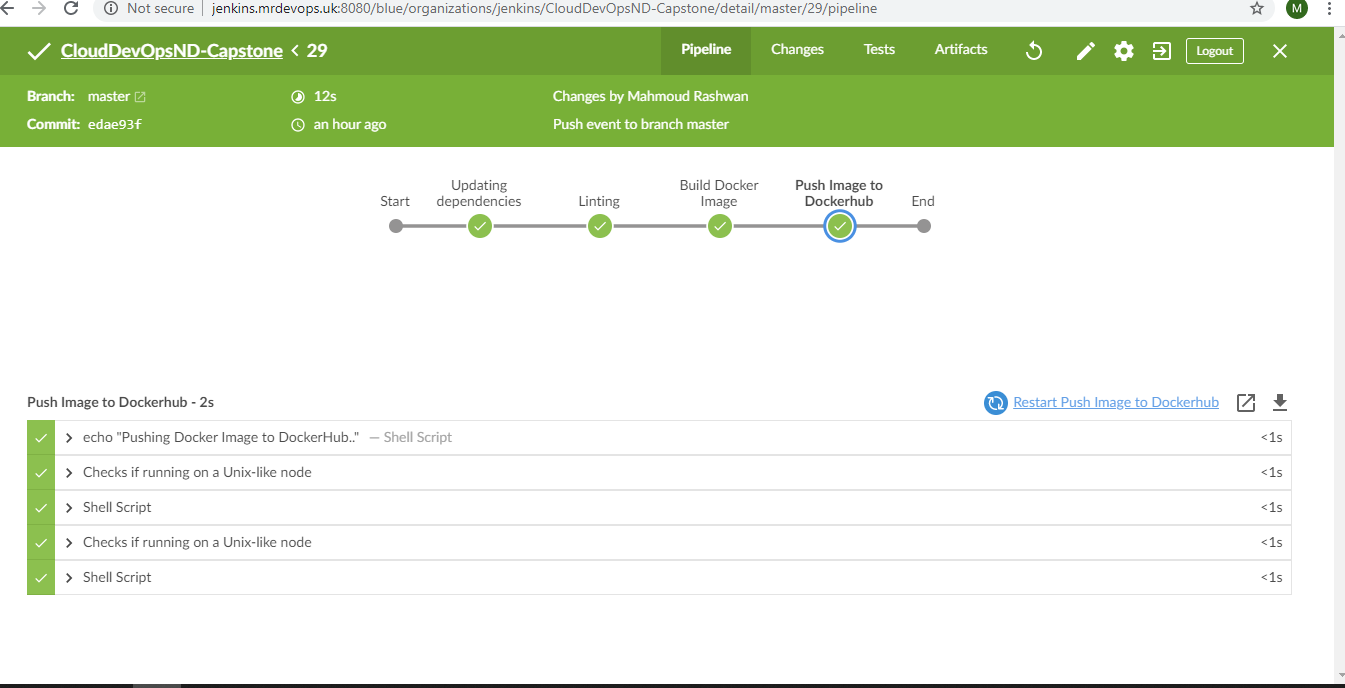 Not secure jenkins.mrdevops.uk:8080/blue/organizations/jenkins/CloudDevOpsND-Capstone/detail/master/29/pipeline M
CloudDevOpsND-Capstone < 29 Pipeline Changes Tests Artifacts Logout
Branch: master 12s Changes by Mahmoud Rashwan
Commit: edae93f an hour ago Push event to branch master
Start
Updating
dependencies
Linting
Build Docker
Image
Push Image to
Dockerhub
End
Push Image to Dockerhub - 2s Restart Push Image to Dockerhub
echo "Pushing Docker Image to DockerHub.." — Shell Script <1s
Checks if running on a Unix-like node <1s
Shell Script <1s
Checks if running on a Unix-like node <1s
Shell Script <1s